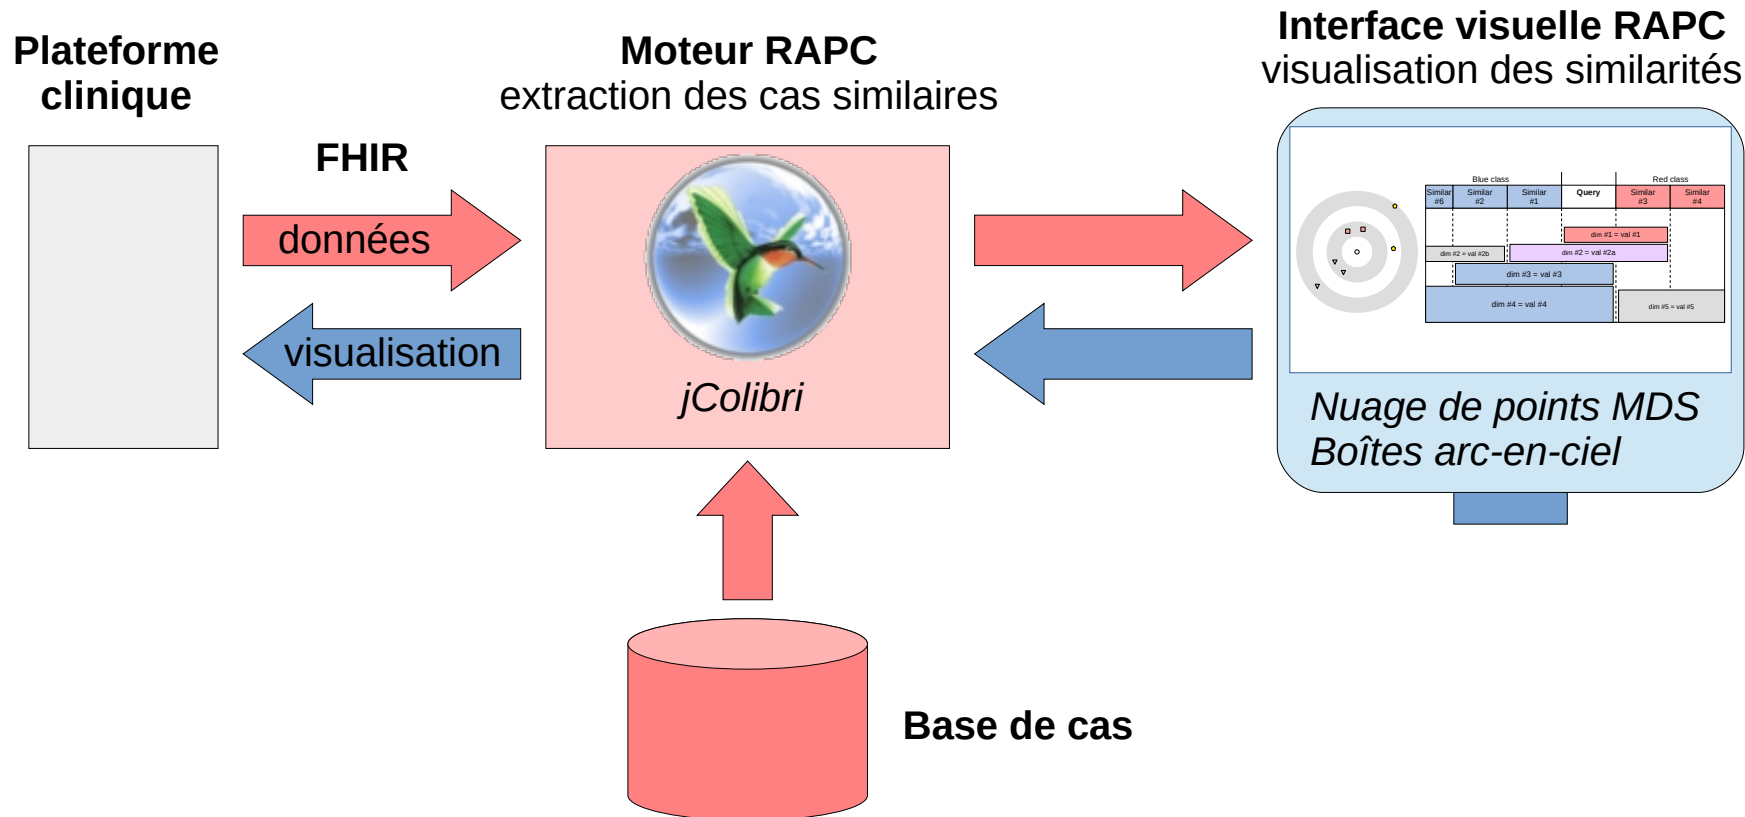 Plateforme
clinique
FHIR
données
visualisation
Moteur RAPC
extraction des cas similaires
jColibri
Base de cas
Interface visuelle RAPC
visualisation des similarités
Blue class
Red class
Similar #6
Similar #2
Similar #1
Query
Similar #3
Similar #4
dim #1 = val #1
dim #2 = val #2b
dim #2 = val #2a
dim #3 = val #3
dim #4 = val #4
dim #5 = val #5
Nuage de points MDS
Boîtes arc-en-ciel